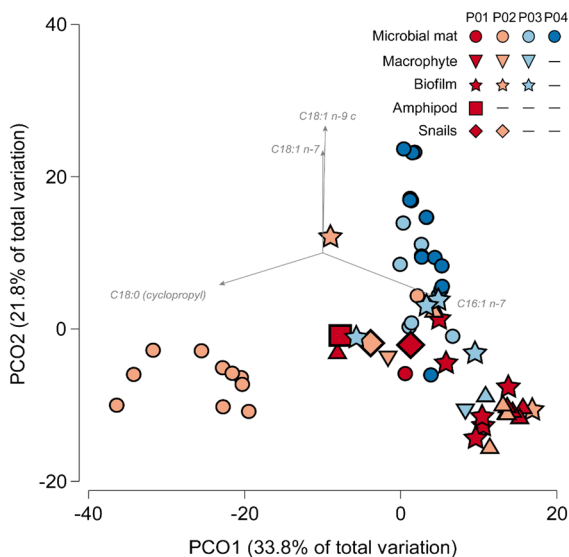 40
20
0
-20
-40
-20
0
20
PCO2 (21.8% of total variation)
PCO1 (33.8% of total variation)
P01 P02 P03 P04
Microbial mat
Macrophyte –
Biofilm –
Amphipod – – –
Snails – –
C18:1 n-9 c
C18:1 n-7
C18:0 (cyclopropyl)
C16:1 n-7